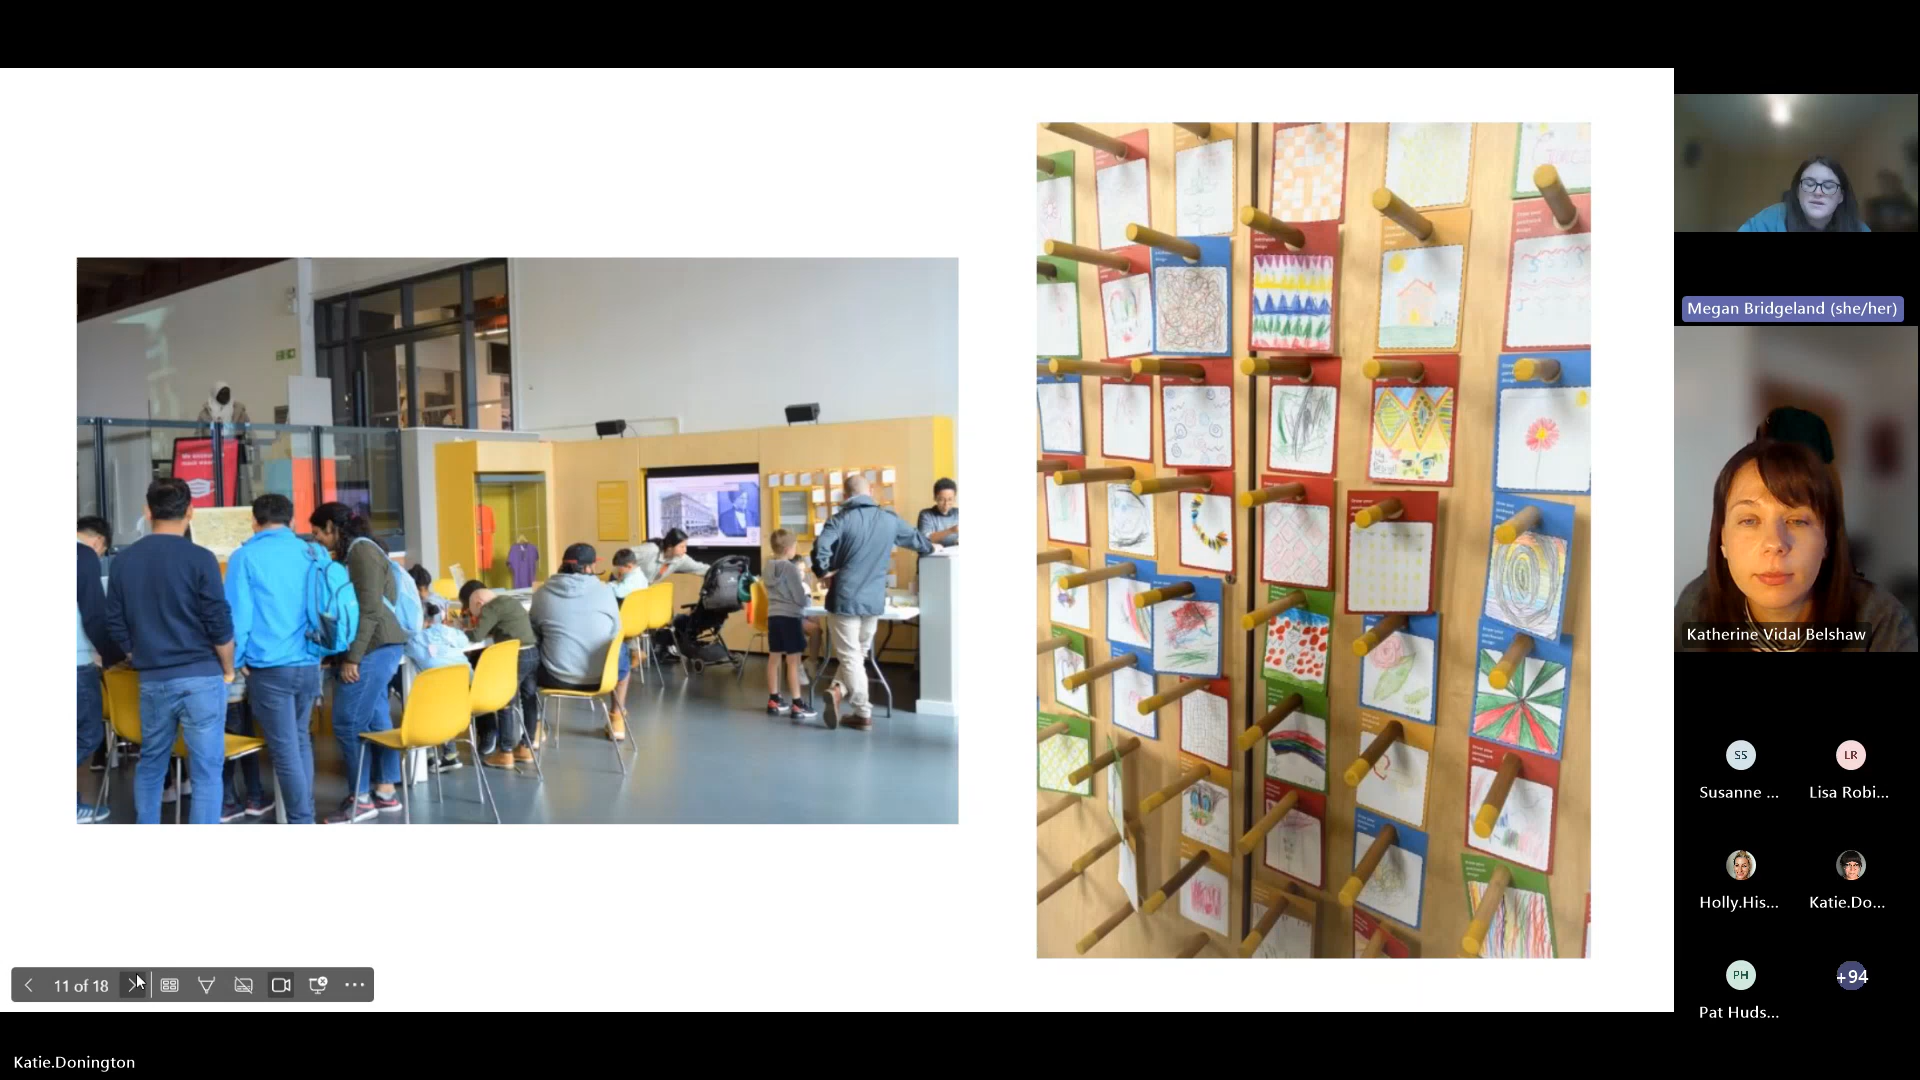 Megan Bridgeland (she/her)
Katherine Vidal Belshaw
SS
LR
Susanne ...
Lisa Robi...
Holly.His...
Katie.Do...
PH
+94
Pat Huds...
11 of 18
Katie.Donington